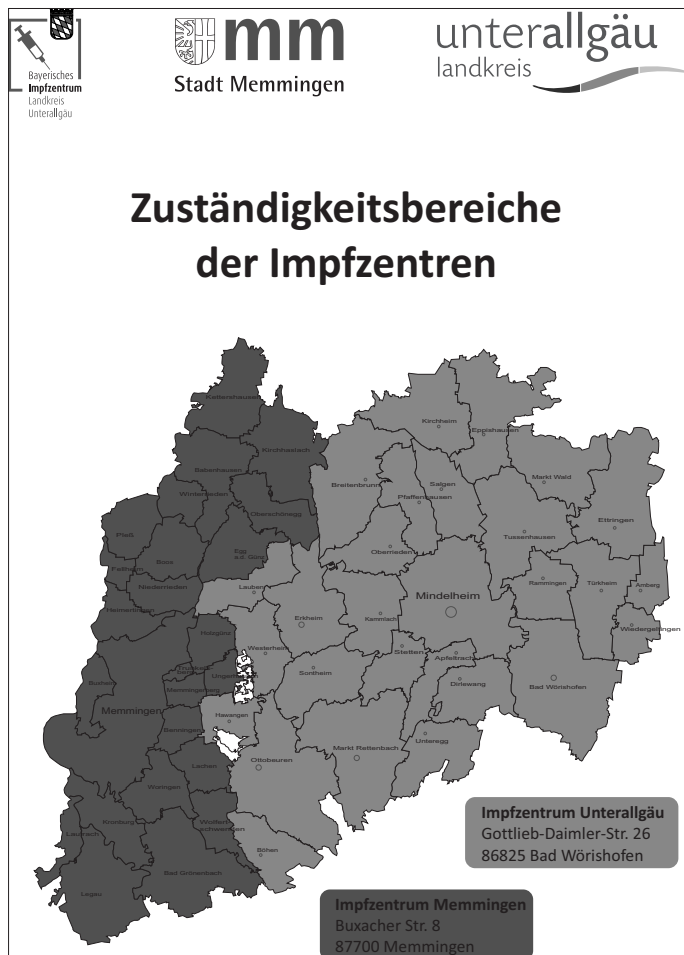 Bayerisches
Impfzentrum
Landkreis
Unterallgäu
mm
Stadt Memmingen
unterallgäu
landkreis
Zuständigkeitsbereiche
der Impfzentren
Kettershausen
Kirchheim
Eppishausen
Kirchhaslach
Babenhausen
Markt Wald
Breitenbrunn
Salgen
Winterrieden
Pfaffenhausen
Oberschönegg
Ettringen
Pleß
Tussenhausen
Boos
Egg
a.d. Günz
Oberrieden
Fellheim
Niederrieden
Lauben
Rammingen
Türkheim
Amberg
Mindelheim
Heimertingen
Erkheim
Kammlach
Holzgünz
Wiedergeltingen
Westerheim
Stetten
Apfeltrach
Sontheim
Buxheim
Memmingerberg
Dirlewang
Bad Wörishofen
Memmingen
Hawangen
Benningen
Unteregg
Markt Rettenbach
Lachen
Ottobeuren
Woringen
Kronburg
Wolfert-
schwenden
Lautrach
Böhen
Bad Grönenbach
Legau
Impfzentrum Unterallgäu
Gottlieb-Daimler-Str. 26
86825 Bad Wörishofen
Impfzentrum Memmingen
Buxacher Str. 8
87700 Memmingen